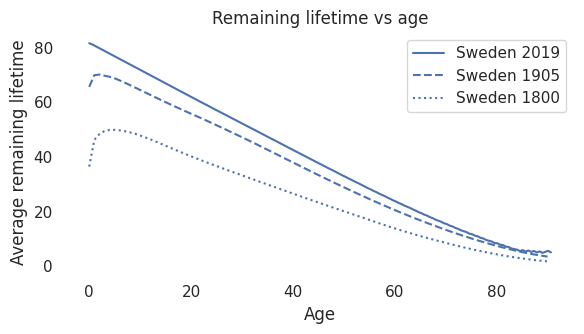 Remaining lifetime vs age
Average remaining lifetime
80
60
40
20
0
Sweden 2019
Sweden 1905
Sweden 1800
0 20 40 60 80
Age